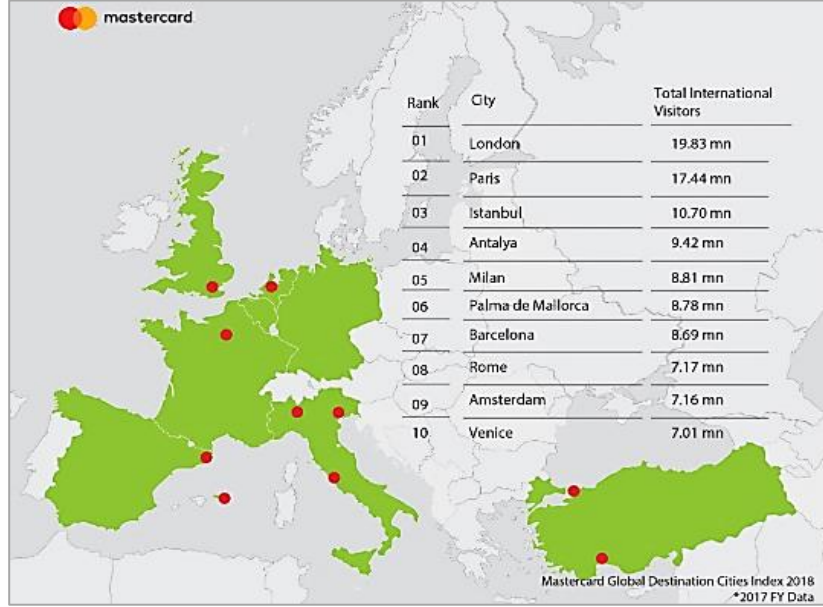 mastercard
Rank City Total International
Visitors
01 London 19.83 mn
02 Paris 17.44 mn
03 Istanbul 10.70 mn
04 Antalya 9.42 mn
05 Milan 8.81 mn
06 Palma de Mallorca 8.78 mn
07 Barcelona 8.69 mn
08 Rome 7.17 mn
09 Amsterdam 7.16 mn
10 Venice 7.01 mn
Mastercard Global Destination Cities Index 2018
*2017 FY Data